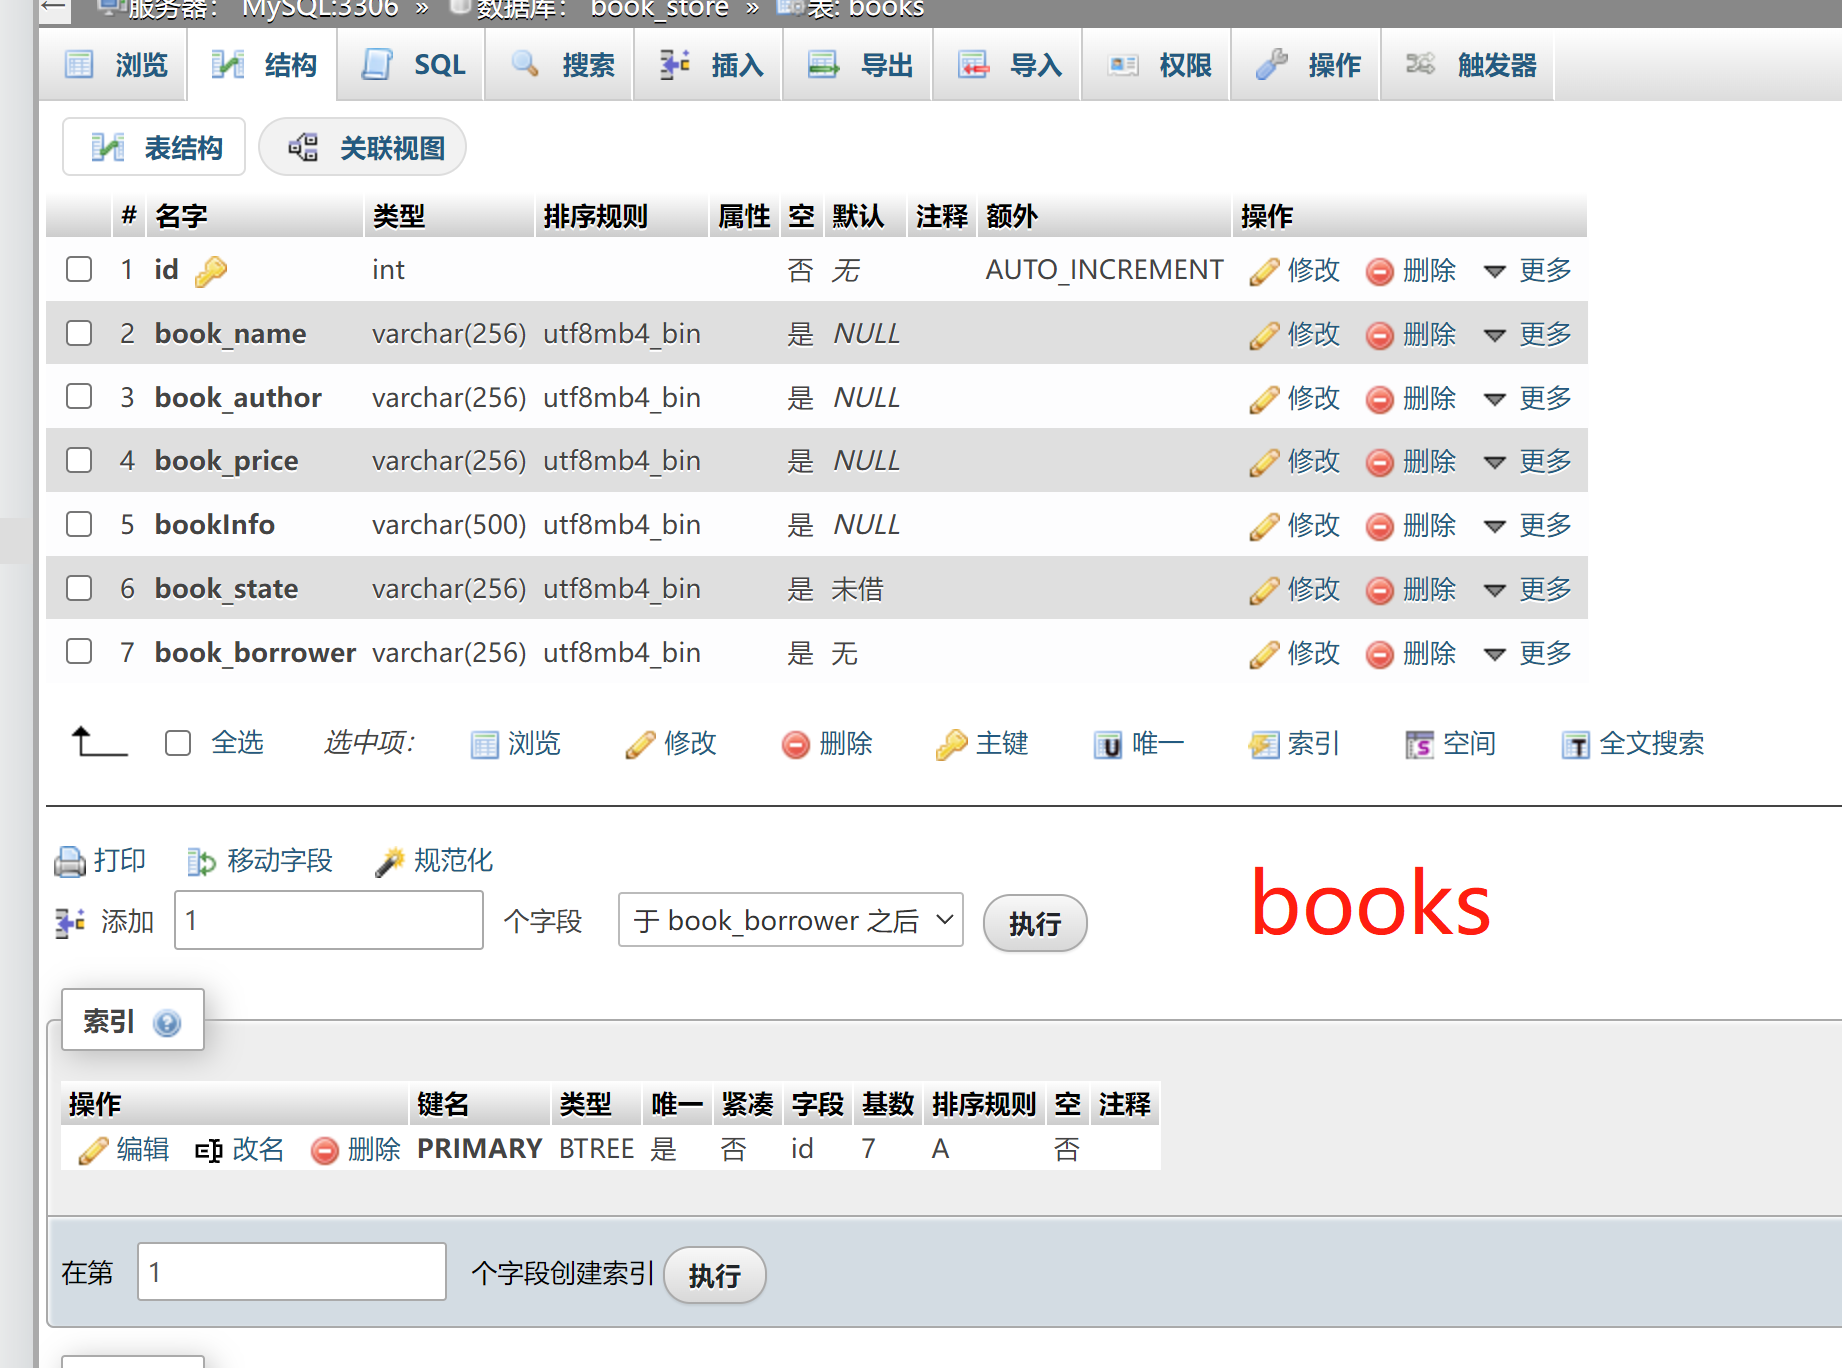 服务器： MySQL:3306 » 数据库： book_store » 表: books
浏览 结构 SQL 搜索 插入 导出 导入 权限 操作 触发器
表结构 关联视图
# 名字 类型 排序规则 属性 空 默认 注释 额外 操作
1 id int 否 无 AUTO_INCREMENT 修改 删除 更多
2 book_name varchar(256) utf8mb4_bin 是 NULL 修改 删除 更多
3 book_author varchar(256) utf8mb4_bin 是 NULL 修改 删除 更多
4 book_price varchar(256) utf8mb4_bin 是 NULL 修改 删除 更多
5 bookInfo varchar(500) utf8mb4_bin 是 NULL 修改 删除 更多
6 book_state varchar(256) utf8mb4_bin 是 未借 修改 删除 更多
7 book_borrower varchar(256) utf8mb4_bin 是 无 修改 删除 更多
全选 选中项： 浏览 修改 删除 主键 唯一 索引 空间 全文搜索
打印 移动字段 规范化
添加 1 个字段 于 book_borrower 之后 执行
books
索引
操作 键名 类型 唯一 紧凑 字段 基数 排序规则 空 注释
编辑 改名 删除 PRIMARY BTREE 是 否 id 7 A 否
在第 1 个字段创建索引 执行